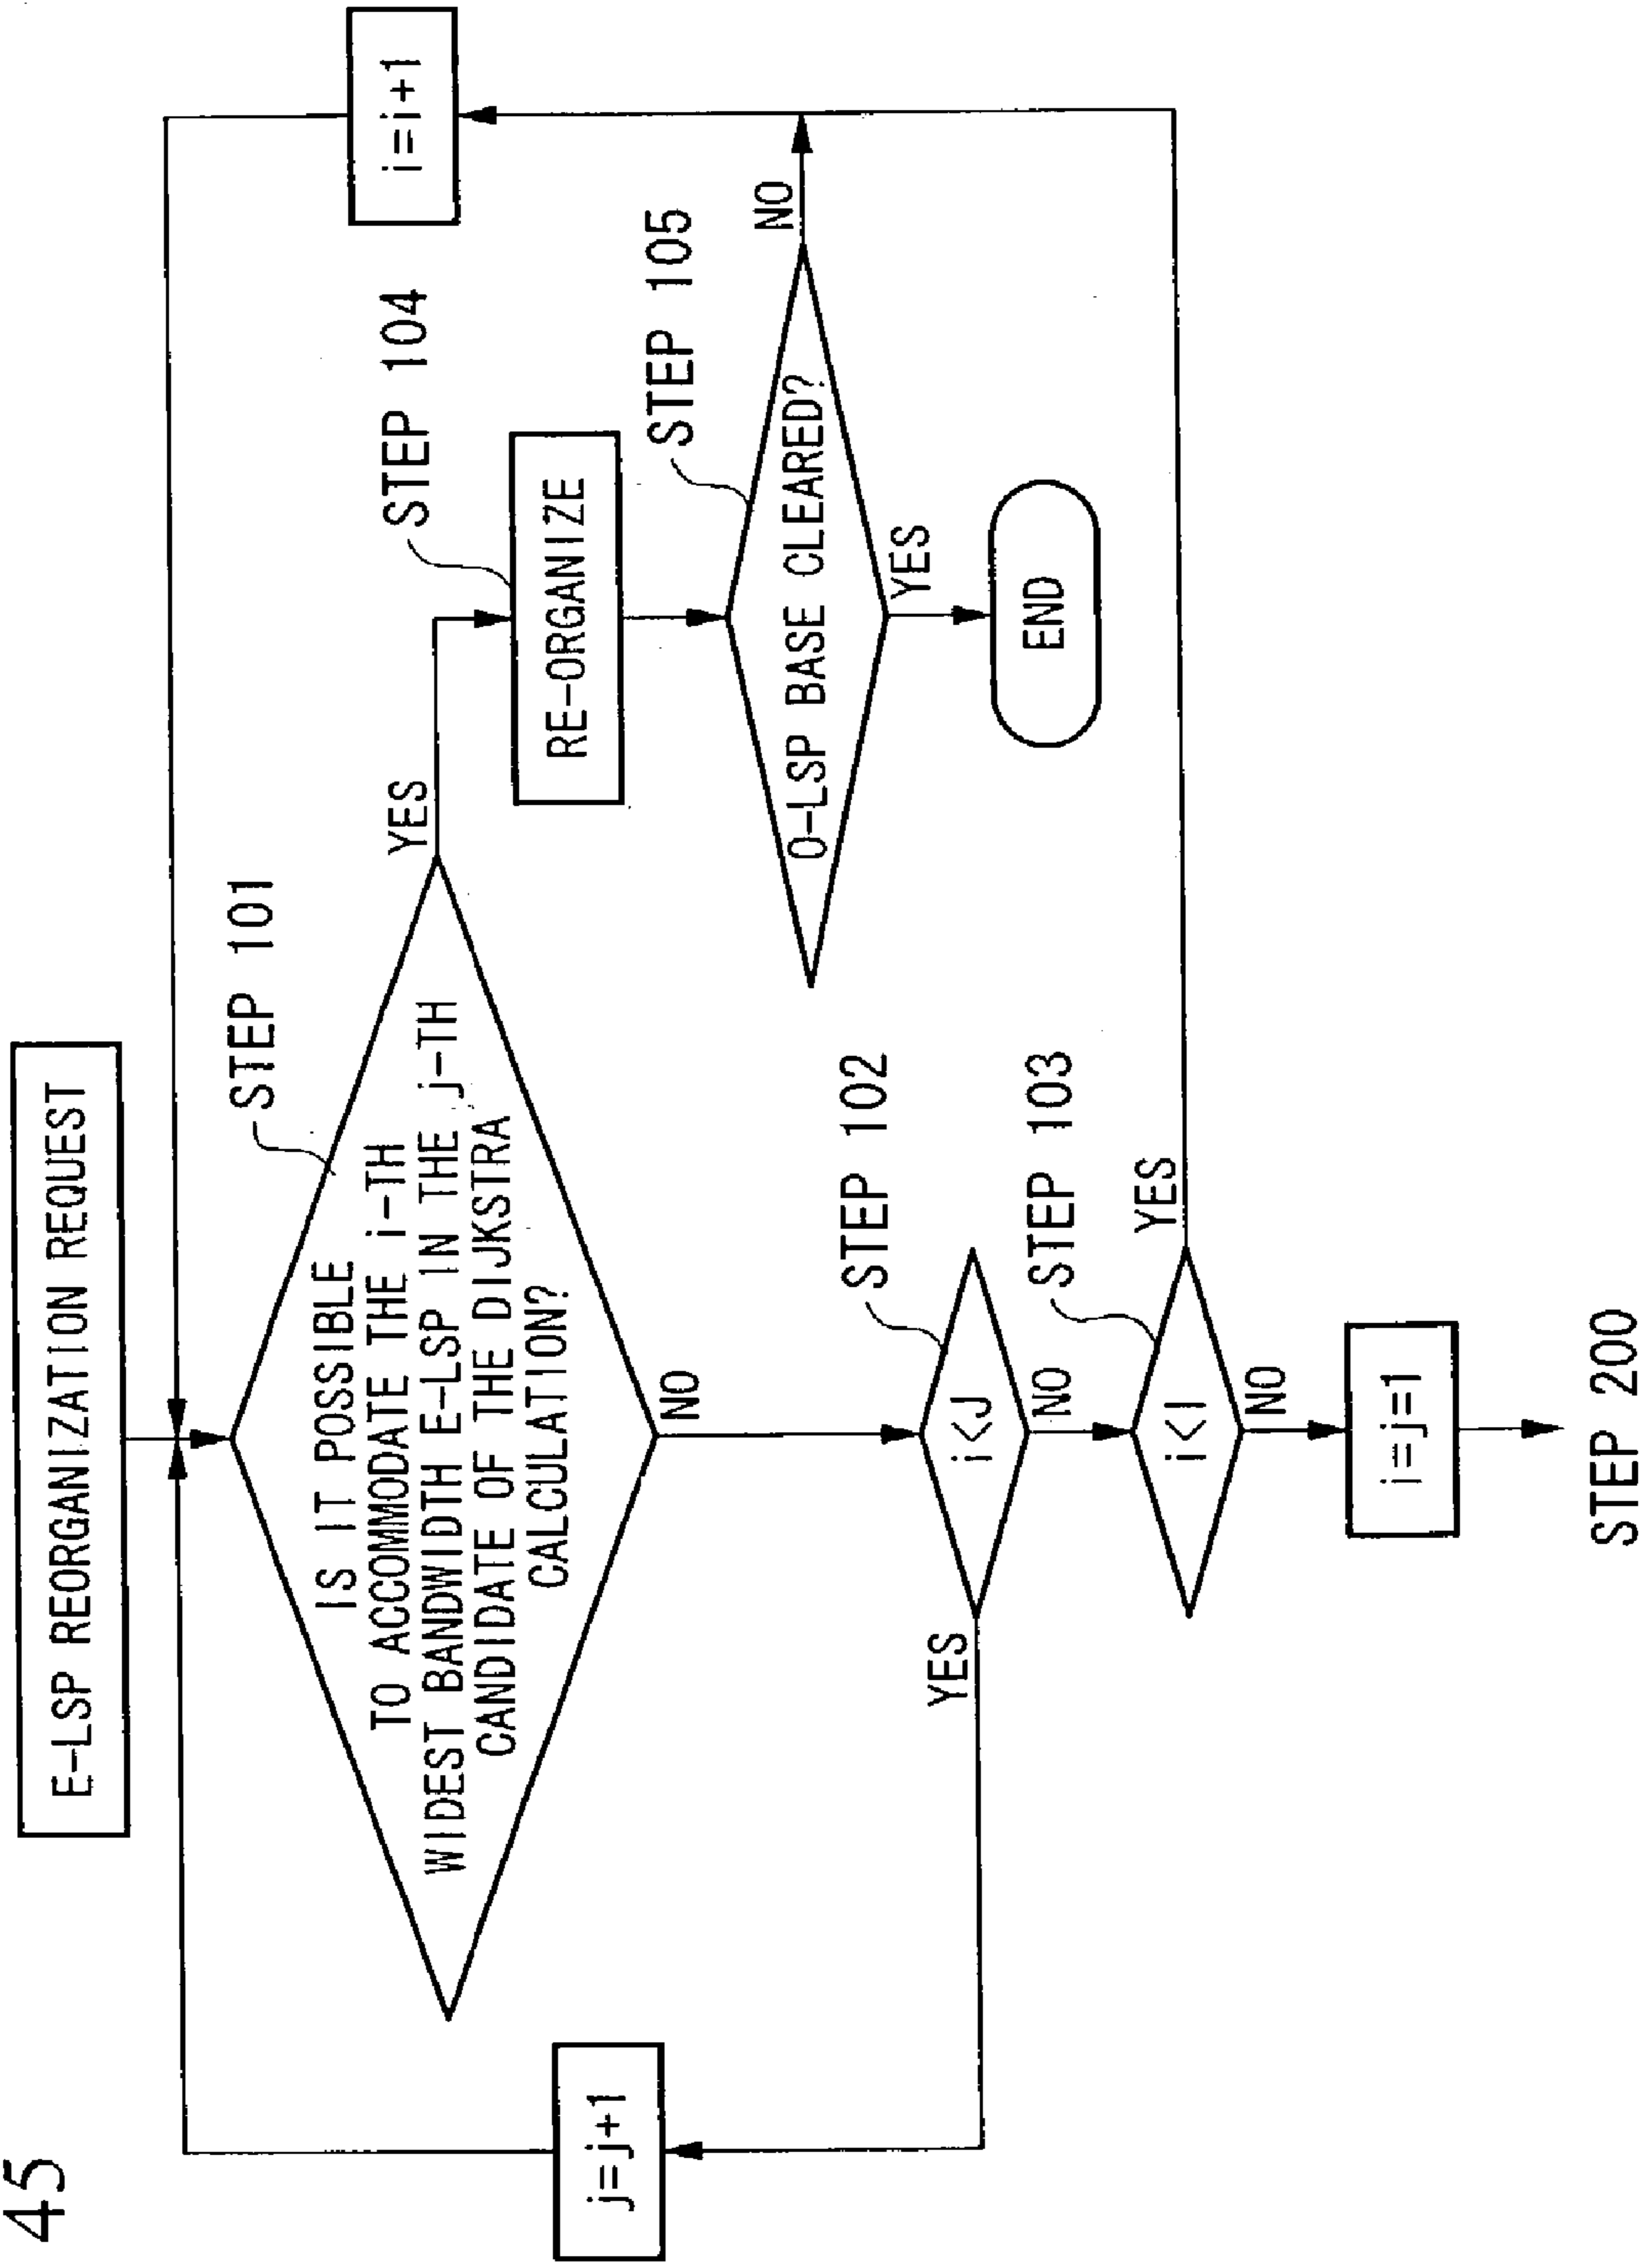 45
E-LSP REORGANIZATION REQUEST
STEP 101
IS IT POSSIBLE
TO ACCOMMODATE THE i-TH
WIDEST BANDWIDTH E-LSP IN THE j-TH
CANDIDATE OF THE DIJKSTRA
CALCULATION?
YES
NO
STEP 104
RE-ORGANIZE
STEP 105
O-LSP BASE CLEARED?
NO
YES
END
i=i+1
j=j+1
STEP 102
i<J
YES
NO
STEP 103
i<I
YES
NO
i=j=1
STEP 200